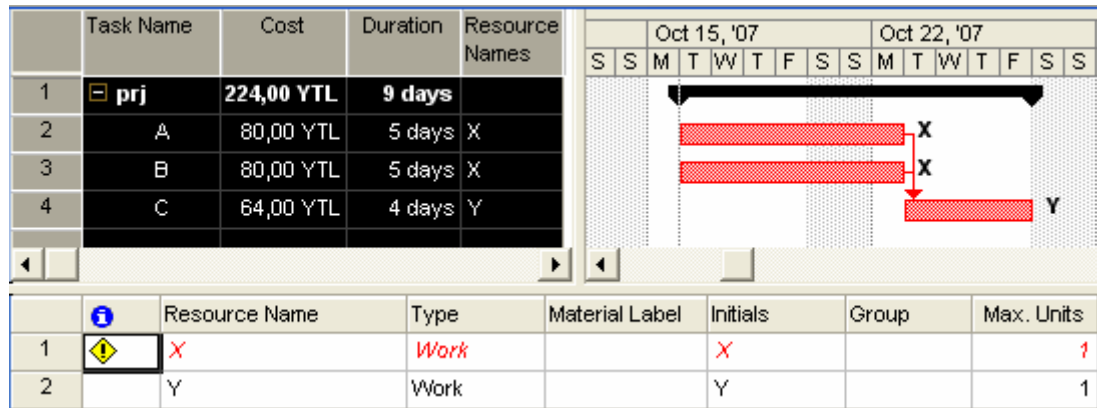 Task Name Cost Duration Resource Names
Oct 15, '07 Oct 22, '07
S S M T W T F S S M T W T F S S
1 prj 224,00 YTL 9 days
2 A 80,00 YTL 5 days X X
3 B 80,00 YTL 5 days X X
4 C 64,00 YTL 4 days Y Y
Resource Name Type Material Label Initials Group Max. Units
1 X Work X 1
2 Y Work Y 1